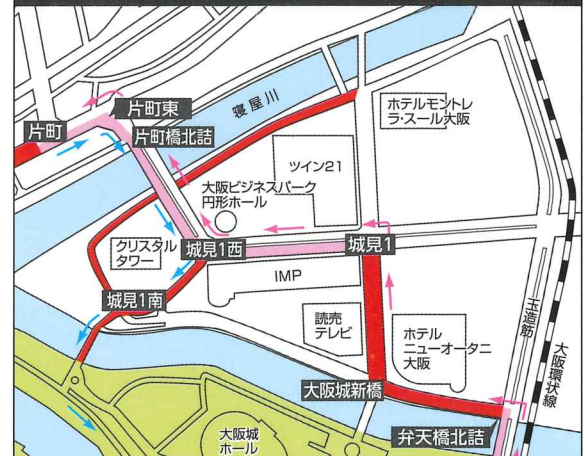 片町東
片町
片町橋北詰
寝屋川
ホテルモントレ
ラ・スール大阪
ツイン21
大阪ビジネスパーク
円形ホール
クリスタル
タワー
城見1西
城見1
IMP
城見1南
読売
テレビ
ホテル
ニューオータニ
大阪
玉造筋
大阪環状線
大阪城新橋
弁天橋北詰
大阪城
ホール